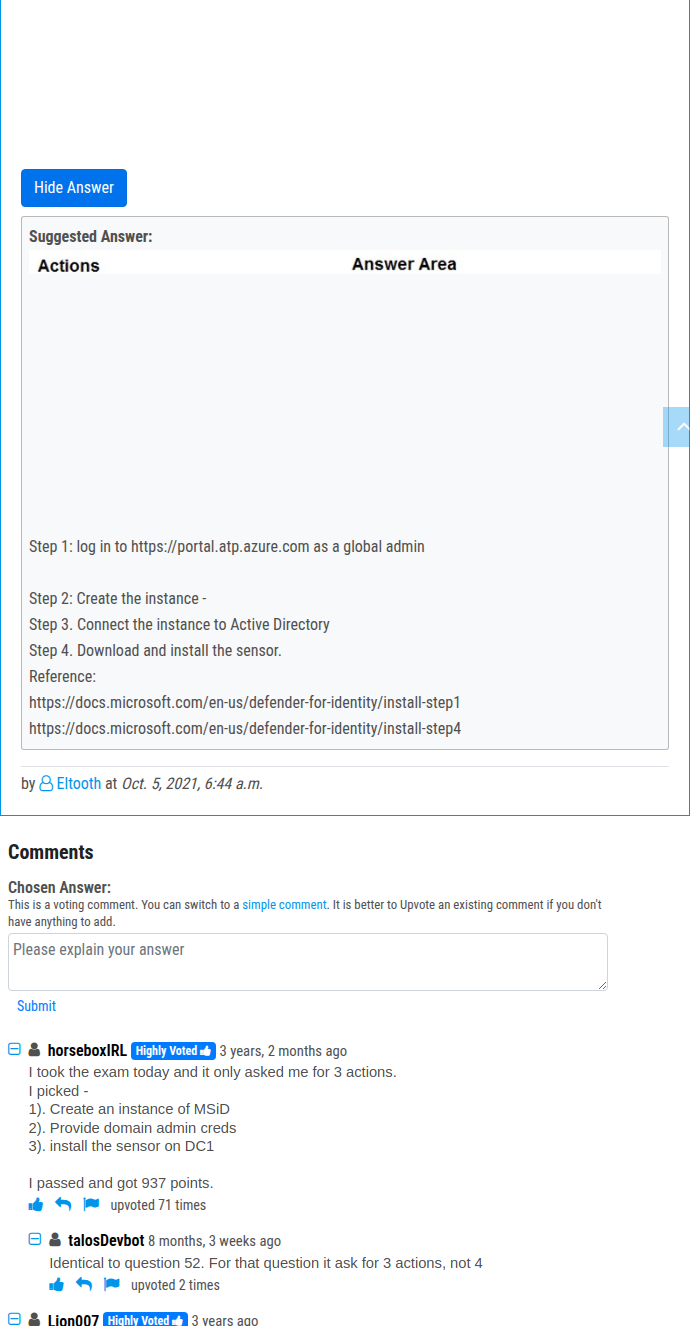 Hide Answer
Suggested Answer:
Actions
Answer Area
Step 1: log in to https://portal.atp.azure.com as a global admin
Step 2: Create the instance -
Step 3. Connect the instance to Active Directory
Step 4. Download and install the sensor.
Reference:
https://docs.microsoft.com/en-us/defender-for-identity/install-step1
https://docs.microsoft.com/en-us/defender-for-identity/install-step4
by Eltooth at Oct. 5, 2021, 6:44 a.m.
Comments
Chosen Answer:
This is a voting comment. You can switch to a simple comment. It is better to Upvote an existing comment if you don't
have anything to add.
Please explain your answer
Submit
horseboxIRL Highly Voted 3 years, 2 months ago
I took the exam today and it only asked me for 3 actions.
I picked -
1). Create an instance of MSiD
2). Provide domain admin creds
3). install the sensor on DC1
I passed and got 937 points.
upvoted 71 times
talosDevbot 8 months, 3 weeks ago
Identical to question 52. For that question it ask for 3 actions, not 4
upvoted 2 times
Lion007 Highly Voted 3 years ago